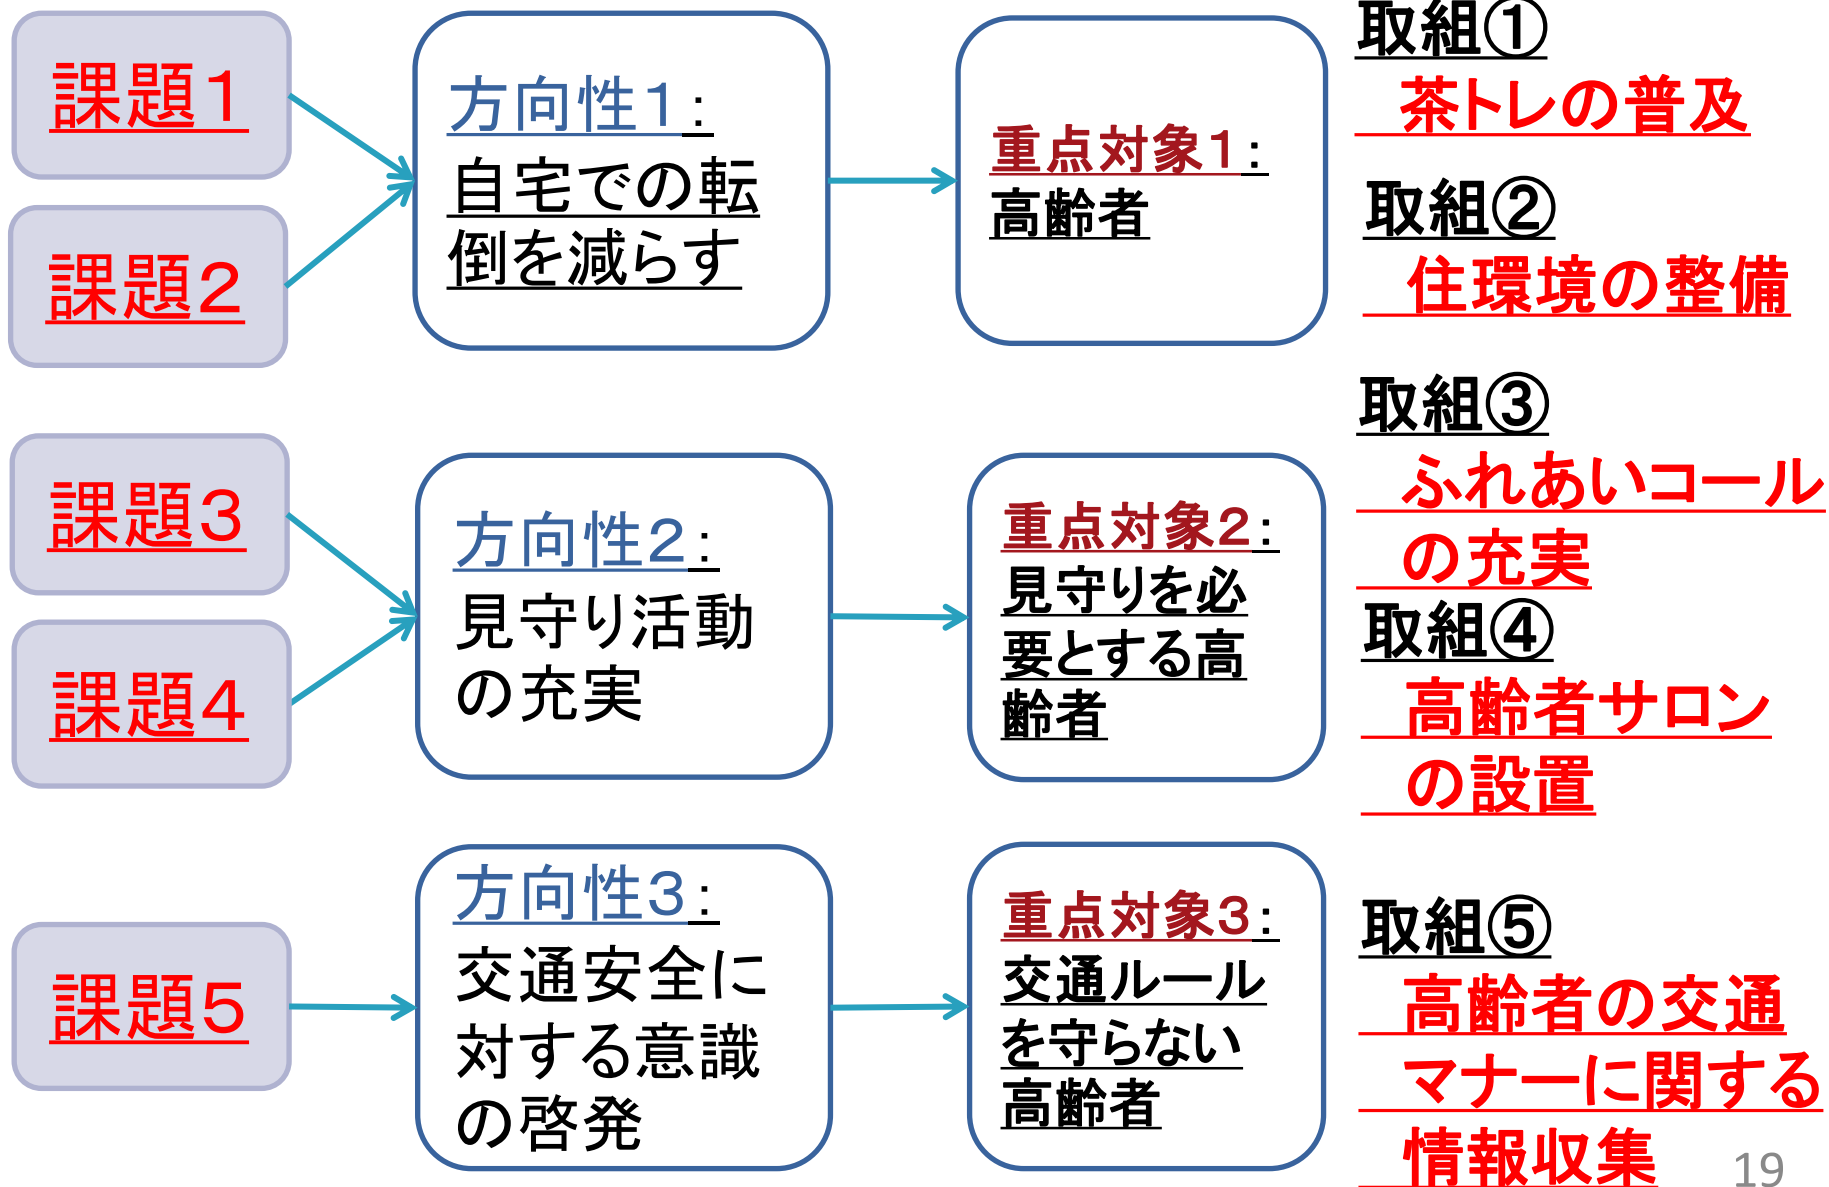 課題１
課題２
方向性１：
自宅での転
倒を減らす
重点対象１：
高齢者
取組①
茶トレの普及
取組②
住環境の整備
課題３
課題４
方向性２：
見守り活動
の充実
重点対象２：
見守りを必
要とする高
齢者
取組③
ふれあいコール
の充実
取組④
高齢者サロン
の設置
課題５
方向性３：
交通安全に
対する意識
の啓発
重点対象３：
交通ルール
を守らない
高齢者
取組⑤
高齢者の交通
マナーに関する
情報収集
19